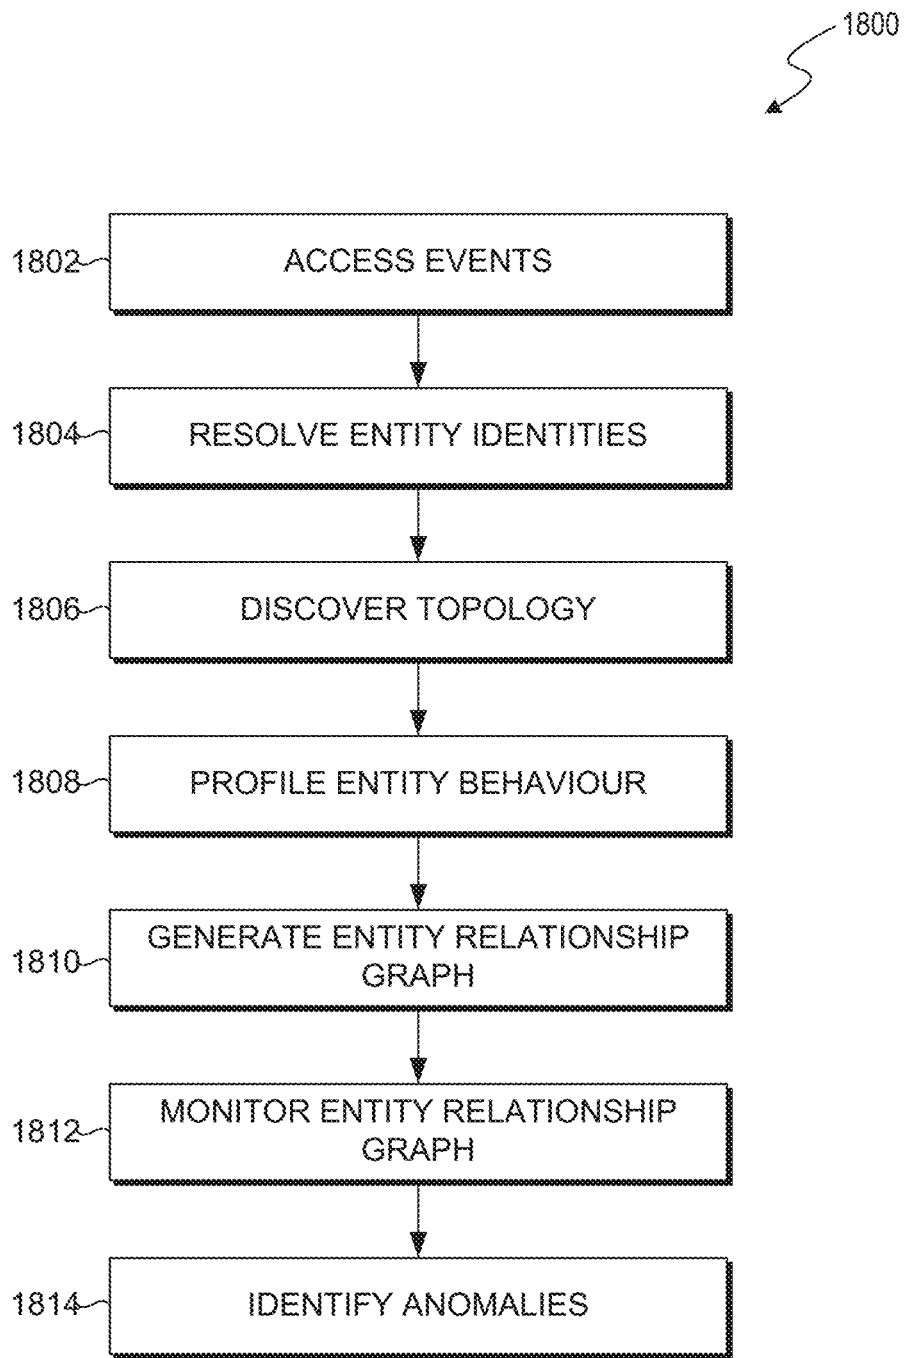 1800
1802 ACCESS EVENTS
1804 RESOLVE ENTITY IDENTITIES
1806 DISCOVER TOPOLOGY
1808 PROFILE ENTITY BEHAVIOUR
1810 GENERATE ENTITY RELATIONSHIP
GRAPH
1812 MONITOR ENTITY RELATIONSHIP
GRAPH
1814 IDENTIFY ANOMALIES